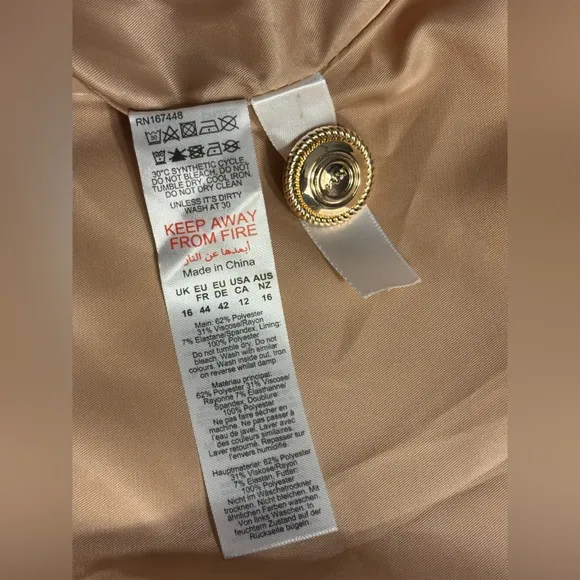 RN167448
30°C SYNTHETIC CYCLE.
DO NOT BLEACH, DO NOT
TUMBLE DRY, COOL IRON,
DO NOT DRY CLEAN
UNLESS IT'S DIRTY
WASH AT 30
KEEP AWAY
FROM FIRE
أبعدها عن النار
Made in China
UK EU EU USA AUS
FR DE CA NZ
16 44 42 12 16
Main: 62% Polyester
31% Viscose/Rayon
7% Elastane/Spandex, Lining:
100% Polyester
Do not tumble dry. Do not
bleach, Wash with similar
colours. Wash inside out. Iron
on reverse whilst damp.
Matériau principal:
62% Polyester 31% Viscose/
Rayonne 7% Elasthanne/
Spandex, Doublure:
100% Polyester
Ne pas faire sécher en
machine. Ne pas laver à
l'eau de javel. Laver avec
des couleurs similaires.
Laver retourné. Repasser sur
l'envers humidifié.
Hauptmaterial: 62% Polyester
31% Viskose/Rayon
7% Elastan, Futter:
100% Polyester
Nicht im Wäschetrockner
trocknen. Nicht bleichen. Mit
ähnlichen Farben waschen.
Von links Waschen. In
feuchtem Zustand auf der
Rückseite bügeln.